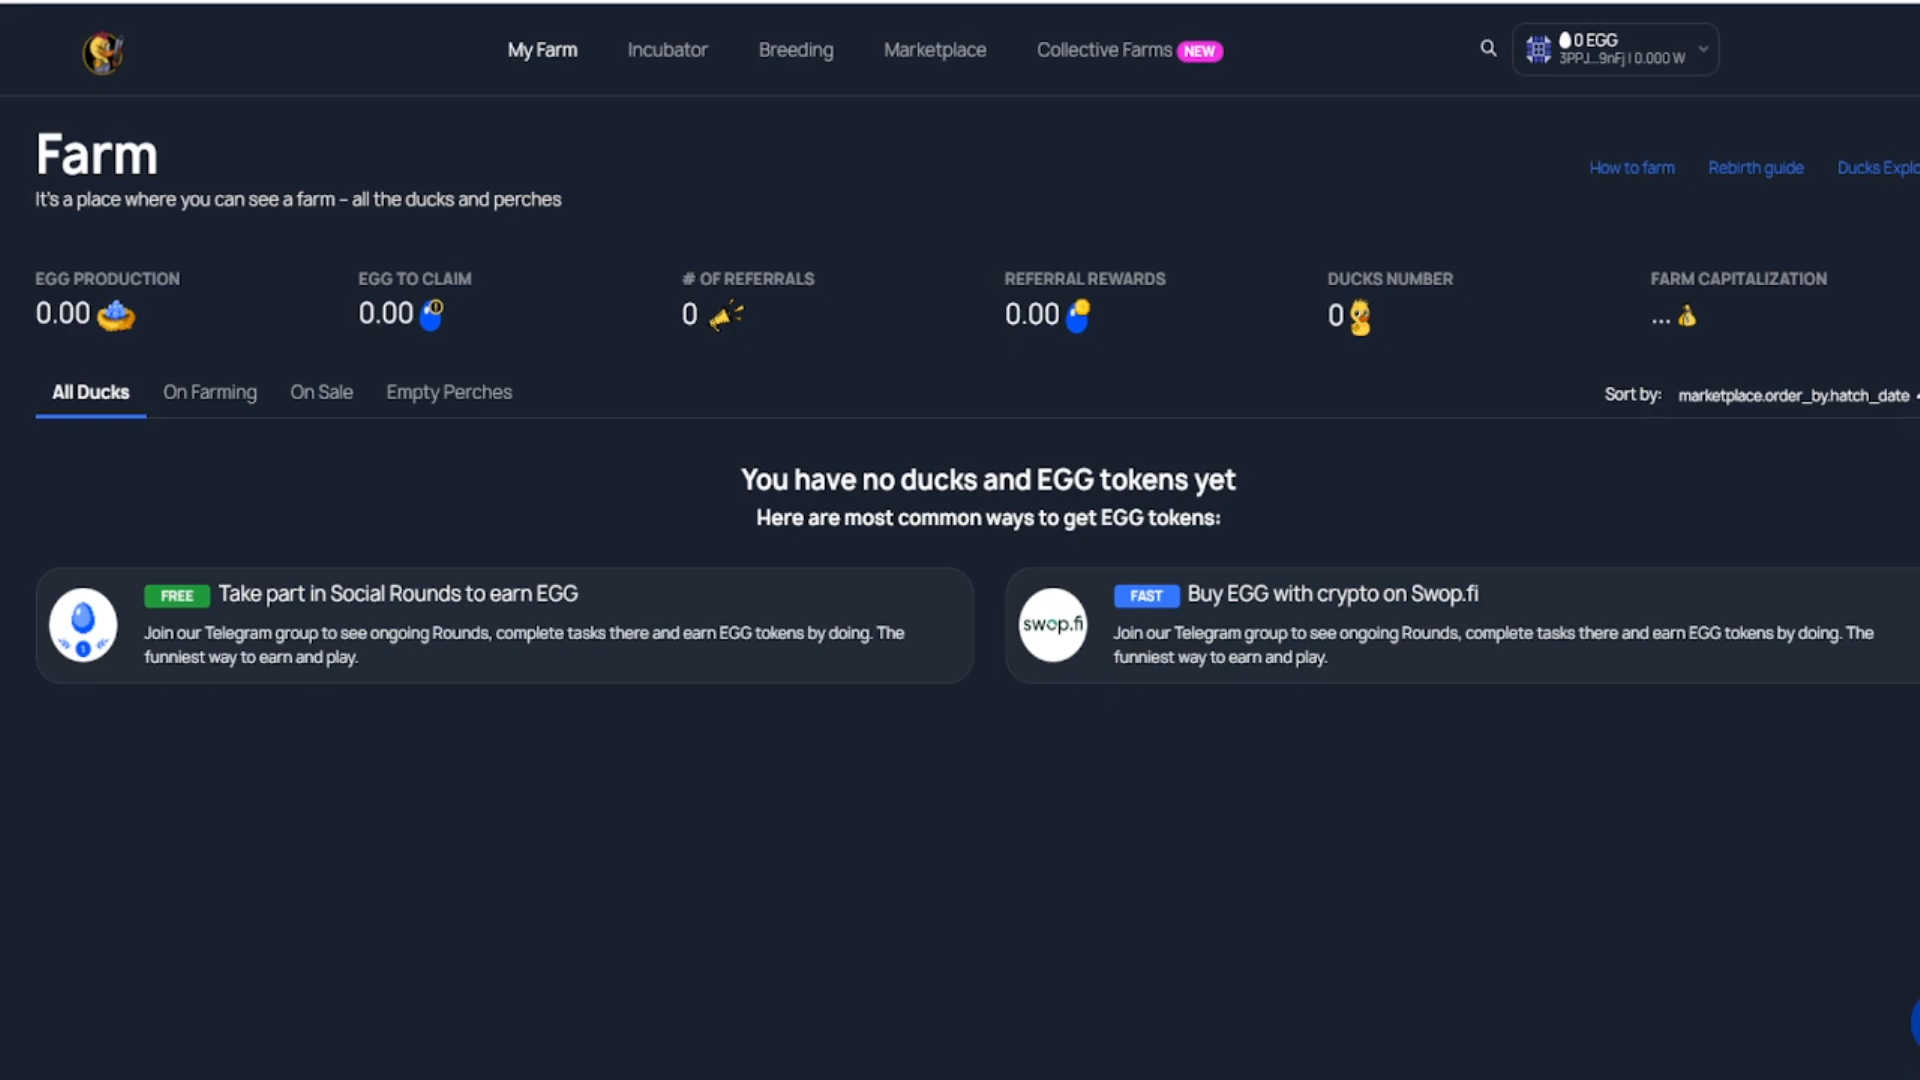 My Farm
Incubator
Breeding
Marketplace
Collective Farms NEW
0 EGG
3PPJ...9nFj | 0.000 W
Farm
It's a place where you can see a farm – all the ducks and perches
How to farm
Rebirth guide
Ducks Explo
EGG PRODUCTION
0.00
EGG TO CLAIM
0.00
# OF REFERRALS
0
REFERRAL REWARDS
0.00
DUCKS NUMBER
0
FARM CAPITALIZATION
...
All Ducks
On Farming
On Sale
Empty Perches
Sort by: marketplace.order_by.hatch_date
You have no ducks and EGG tokens yet
Here are most common ways to get EGG tokens:
FREE Take part in Social Rounds to earn EGG
Join our Telegram group to see ongoing Rounds, complete tasks there and earn EGG tokens by doing. The
funniest way to earn and play.
swop.fi
FAST Buy EGG with crypto on Swop.fi
Join our Telegram group to see ongoing Rounds, complete tasks there and earn EGG tokens by doing. The
funniest way to earn and play.